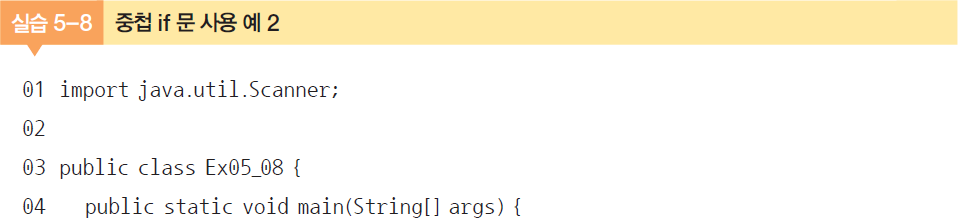 실습 5-8 중첩 if 문 사용 예 2
01 import java.util.Scanner;
02
03 public class Ex05_08 {
04 public static void main(String[] args) {